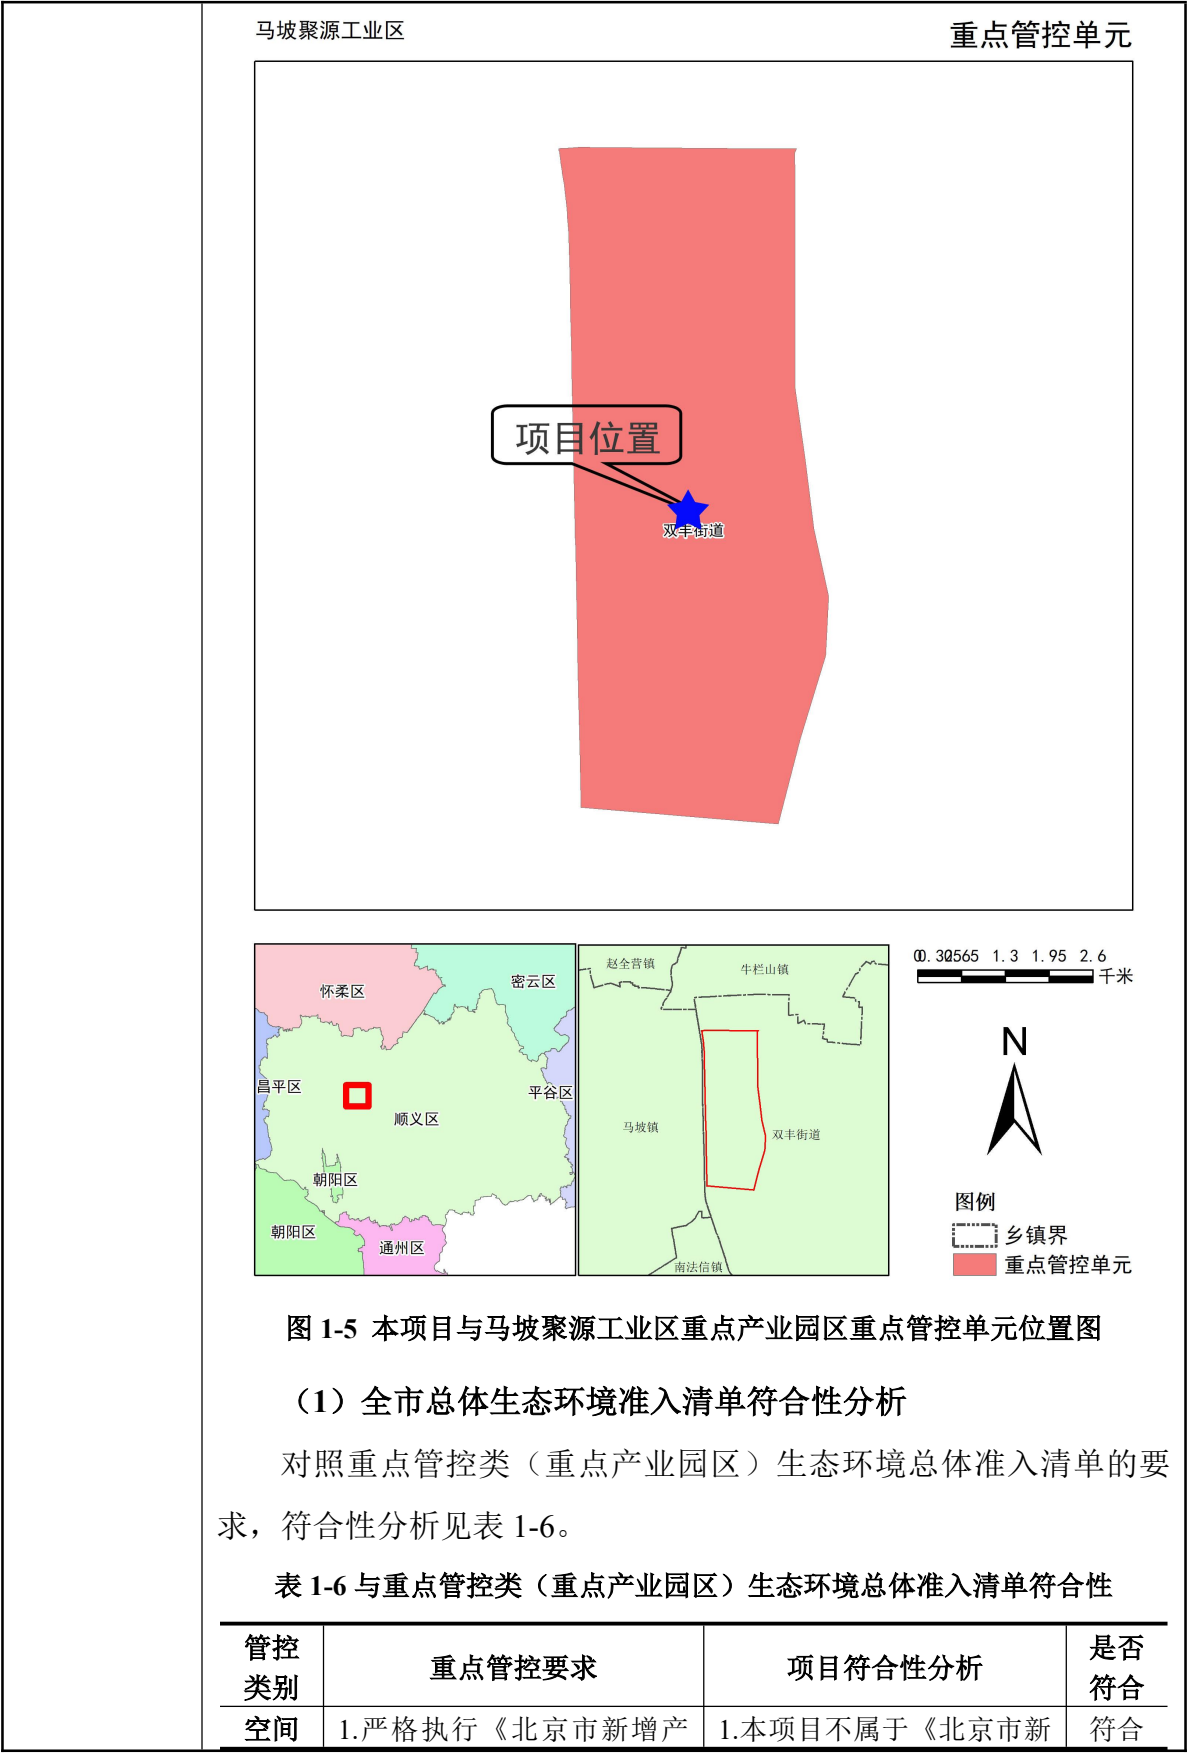 马坡聚源工业区
重点管控单元
项目位置
双丰街道
怀柔区
密云区
昌平区
平谷区
顺义区
朝阳区
朝阳区
通州区
赵全营镇
牛栏山镇
马坡镇
双丰街道
南法信镇
0 0.325 0.65 1.3 1.95 2.6
千米
N
图例
乡镇界
重点管控单元
图 1-5 本项目与马坡聚源工业区重点产业园区重点管控单元位置图
（1）全市总体生态环境准入清单符合性分析
对照重点管控类（重点产业园区）生态环境总体准入清单的要
求，符合性分析见表 1-6。
表 1-6 与重点管控类（重点产业园区）生态环境总体准入清单符合性
管控
类别
重点管控要求
项目符合性分析
是否
符合
空间
1.严格执行《北京市新增产
1.本项目不属于《北京市新
符合